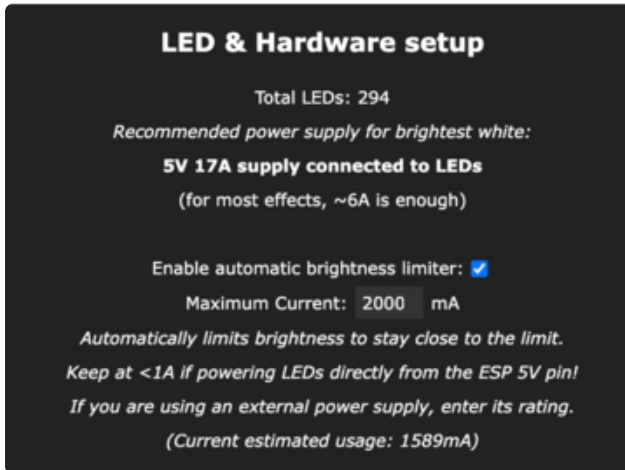 LED & Hardware setup
Total LEDs: 294
Recommended power supply for brightest white:
5V 17A supply connected to LEDs
(for most effects, ~6A is enough)
Enable automatic brightness limiter:
Maximum Current: 2000 mA
Automatically limits brightness to stay close to the limit.
Keep at <1A if powering LEDs directly from the ESP 5V pin!
If you are using an external power supply, enter its rating.
(Current estimated usage: 1589mA)